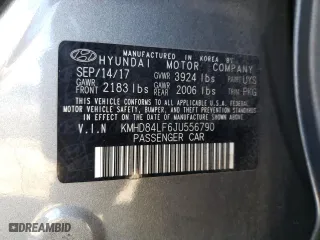 MANUFACTURED IN KOREA BY
HYUNDAI MOTOR COMPANY
SEP/14/17 GVWR 3924 lbs
GAWR FRONT 2183 lbs GAWR REAR 2006 lbs
THIS VEHICLE CONFORMS TO ALL APPLICABLE
U.S. FEDERAL MOTOR VEHICLE SAFETY, BUMPER,
AND THEFT PREVENTION STANDARDS IN EFFECT
ON THE DATE OF MANUFACTURE SHOWN ABOVE
V.I.N KMHD84LF6JU556790
PASSENGER CAR